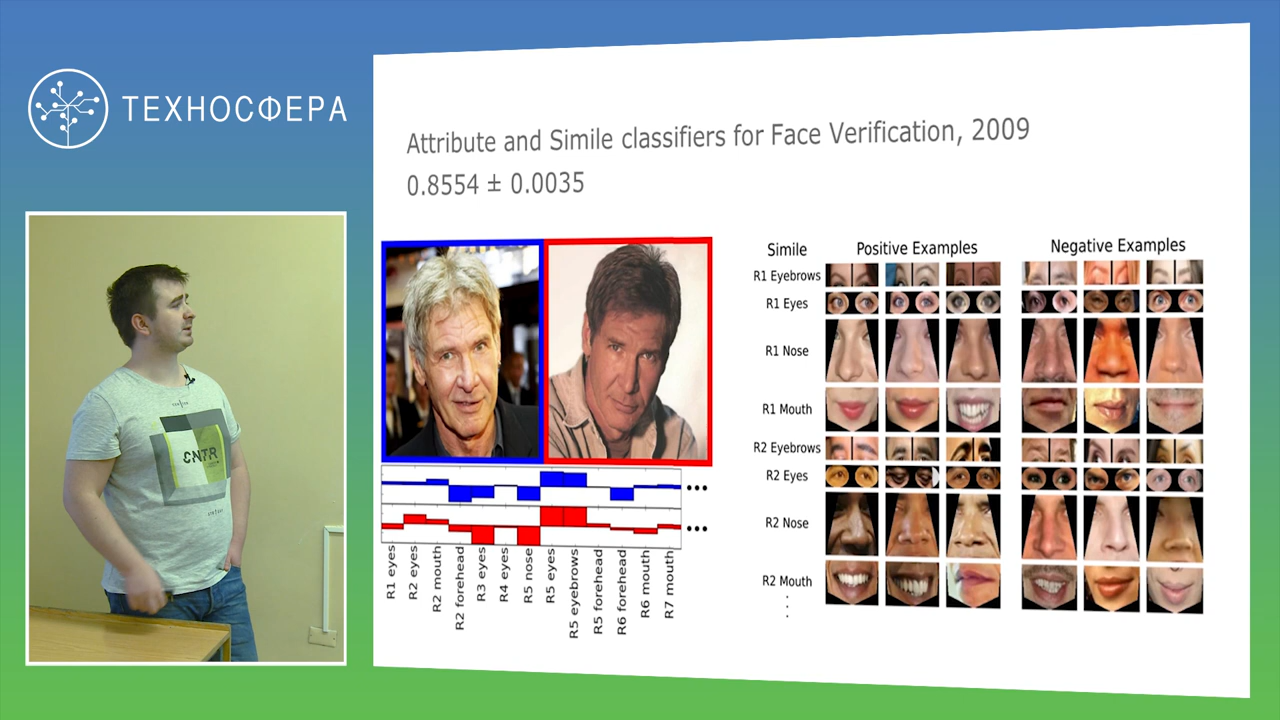 ТЕХНОСФЕРА
Attribute and Simile classifiers for Face Verification, 2009
0.8554 ± 0.0035
Simile
Positive Examples
Negative Examples
R1 Eyebrows
R1 Eyes
R1 Nose
R1 Mouth
R2 Eyebrows
R2 Eyes
R2 Nose
R2 Mouth
R1 eyes
R2 eyes
R2 mouth
R2 forehead
R3 eyes
R4 eyes
R5 nose
R5 eyes
R5 eyebrows
R5 forehead
R6 forehead
R6 mouth
R7 mouth
CNTR